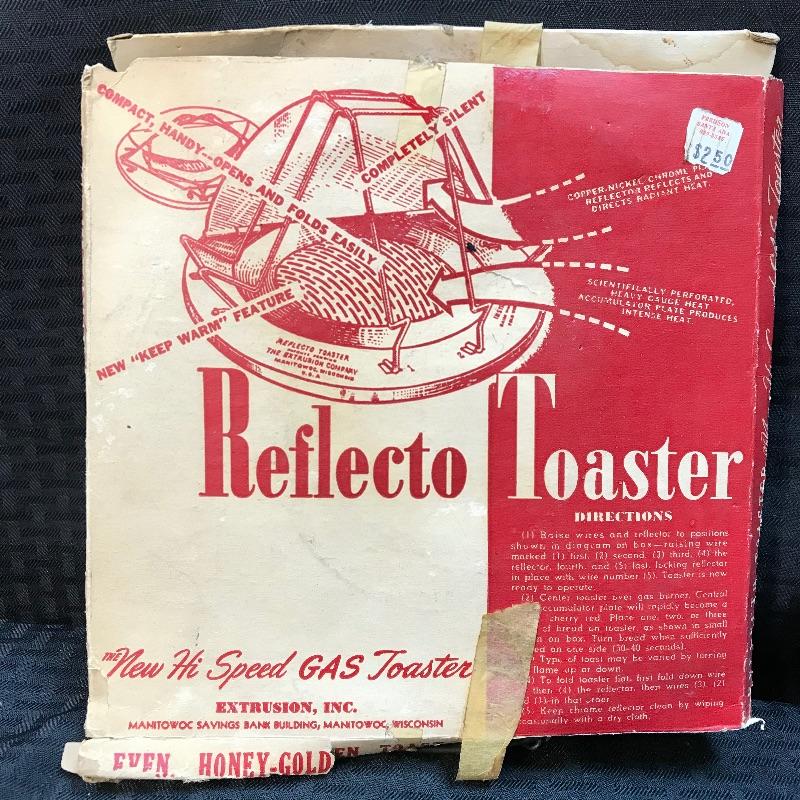 COMPACT, HANDY-OPENS AND FOLDS EASILY
COMPLETELY SILENT
NEW "KEEP WARM" FEATURE
SANTA ANA
$2.50
COPPER-NICKEL-CHROME
REFLECTOR REFLECTS AND
DIRECTS RADIANT HEAT.
SCIENTIFICALLY PERFORATED,
HEAVY GAUGE HEAT
ACCUMULATOR PLATE PRODUCES
INTENSE HEAT.
REFLECTO TOASTER
THE EXTRUSION COMPANY
MANITOWOC, WISCONSIN
U.S.A.
1
2
Reflecto Toaster
DIRECTIONS
(1) Raise wires and reflector to positions
shown in diagram on box—raising wire
marked (1) first, (2) second, (3) third, (4) the
reflector, fourth, and (5) last, locking reflector
in place with wire number (5). Toaster is now
ready to operate.
(2) Center toaster over gas burner. Central
accumulator plate will rapidly become a
cherry red. Place one, two, or three
of bread on toaster, as shown in small
on box. Turn bread when sufficiently
on one side (30-40 seconds).
Type of toast may be varied by turning
flame up or down.
To fold toaster flat, first fold down wire
then (4) the reflector, then wires (3), (2)
(1) in that order.
Keep chrome reflector clean by wiping
occasionally with a dry cloth.
THE New Hi Speed GAS Toaster
EXTRUSION, INC.
MANITOWOC SAVINGS BANK BUILDING, MANITOWOC, WISCONSIN
EVEN HONEY-GOLD